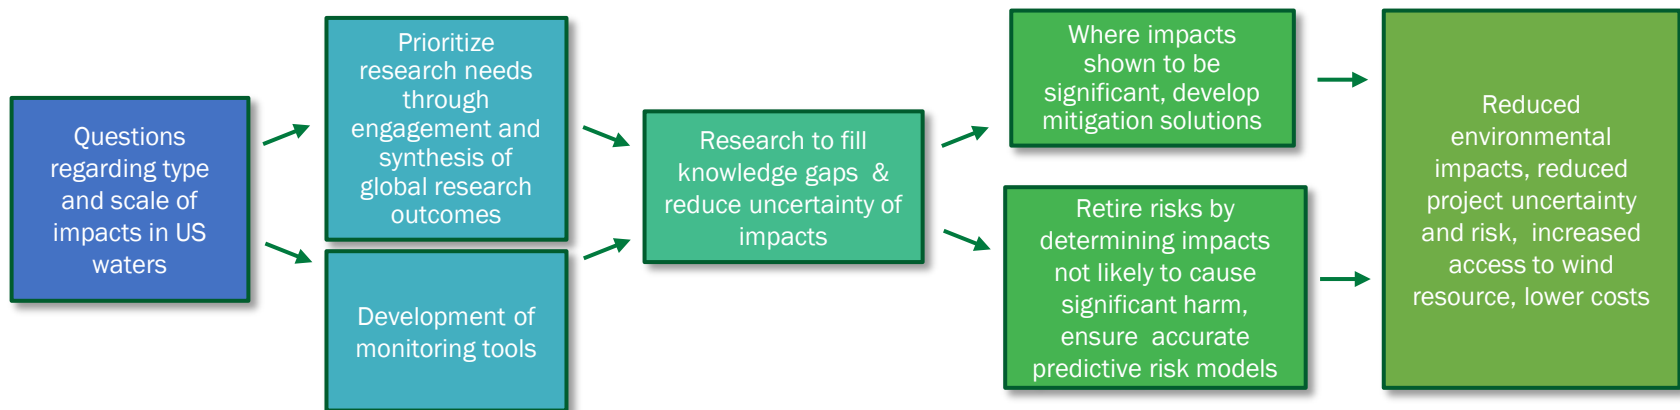 Questions
regarding type
and scale of
impacts in US
waters
Prioritize
research needs
through
engagement and
synthesis of
global research
outcomes
Development of
monitoring tools
Research to fill
knowledge gaps  &
reduce uncertainty of
impacts
Where impacts
shown to be
significant, develop
mitigation solutions
Retire risks by
determining impacts
not likely to cause
significant harm,
ensure  accurate
predictive risk models
Reduced
environmental
impacts, reduced
project uncertainty
and risk,  increased
access to wind
resource, lower costs